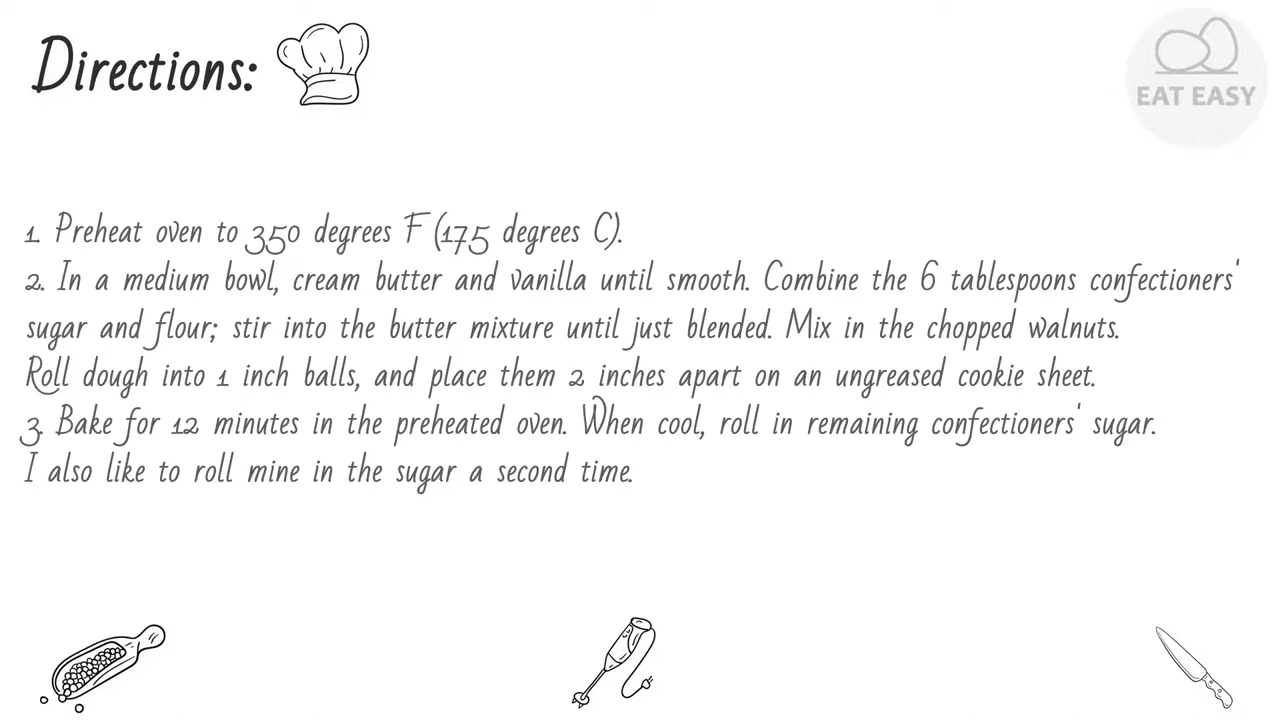 Directions:
EAT EASY
1. Preheat oven to 350 degrees F (175 degrees C).
2. In a medium bowl, cream butter and vanilla until smooth. Combine the 6 tablespoons confectioners'
sugar and flour; stir into the butter mixture until just blended. Mix in the chopped walnuts.
Roll dough into 1 inch balls, and place them 2 inches apart on an ungreased cookie sheet.
3. Bake for 12 minutes in the preheated oven. When cool, roll in remaining confectioners' sugar.
I also like to roll mine in the sugar a second time.